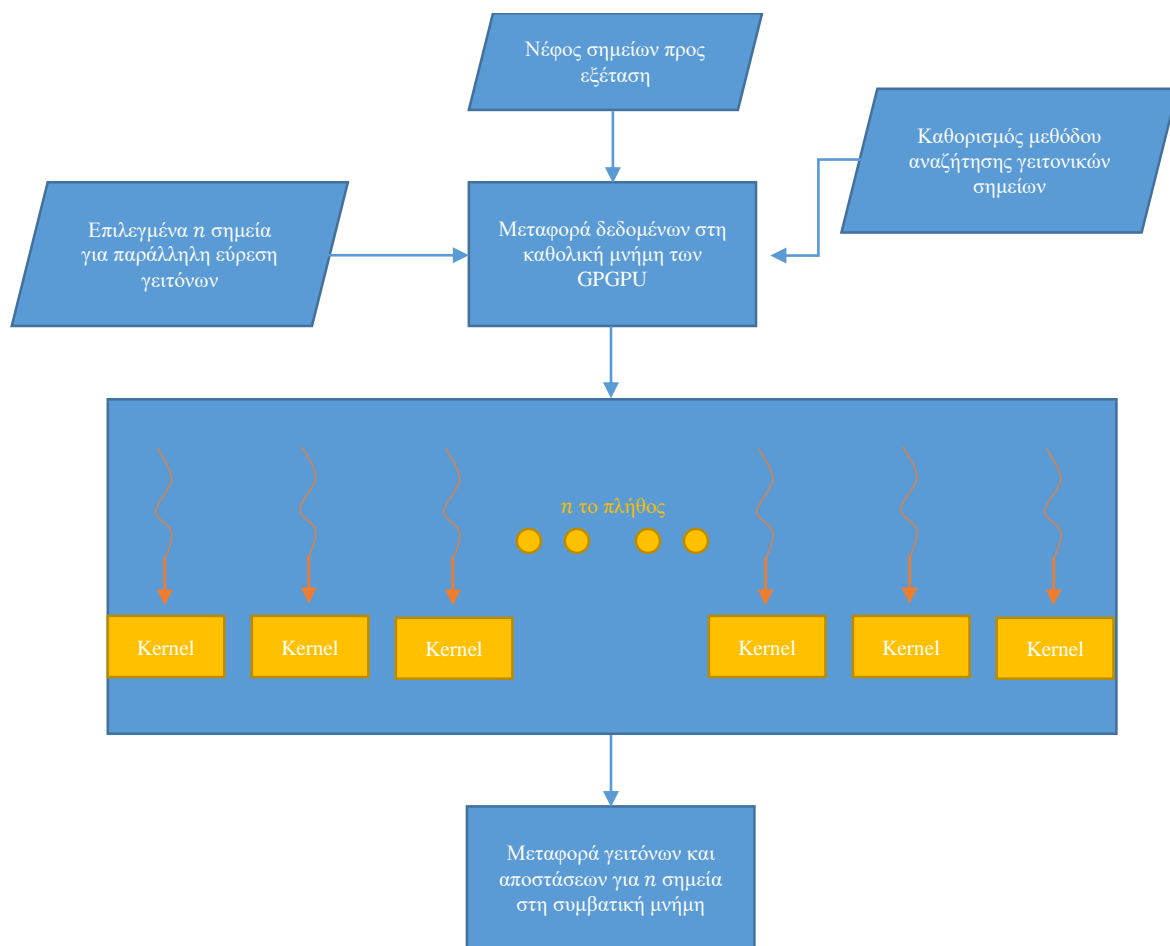 Νέφος σημείων προς
εξέταση
Καθορισμός μεθόδου
αναζήτησης γειτονικών
σημείων
Επιλεγμένα n σημεία
για παράλληλη εύρεση
γειτόνων
Μεταφορά δεδομένων στη
καθολική μνήμη των
GPGPU
n το πλήθος
Kernel
Kernel
Kernel
Kernel
Kernel
Kernel
Μεταφορά γειτόνων και
αποστάσεων για n σημεία
στη συμβατική μνήμη